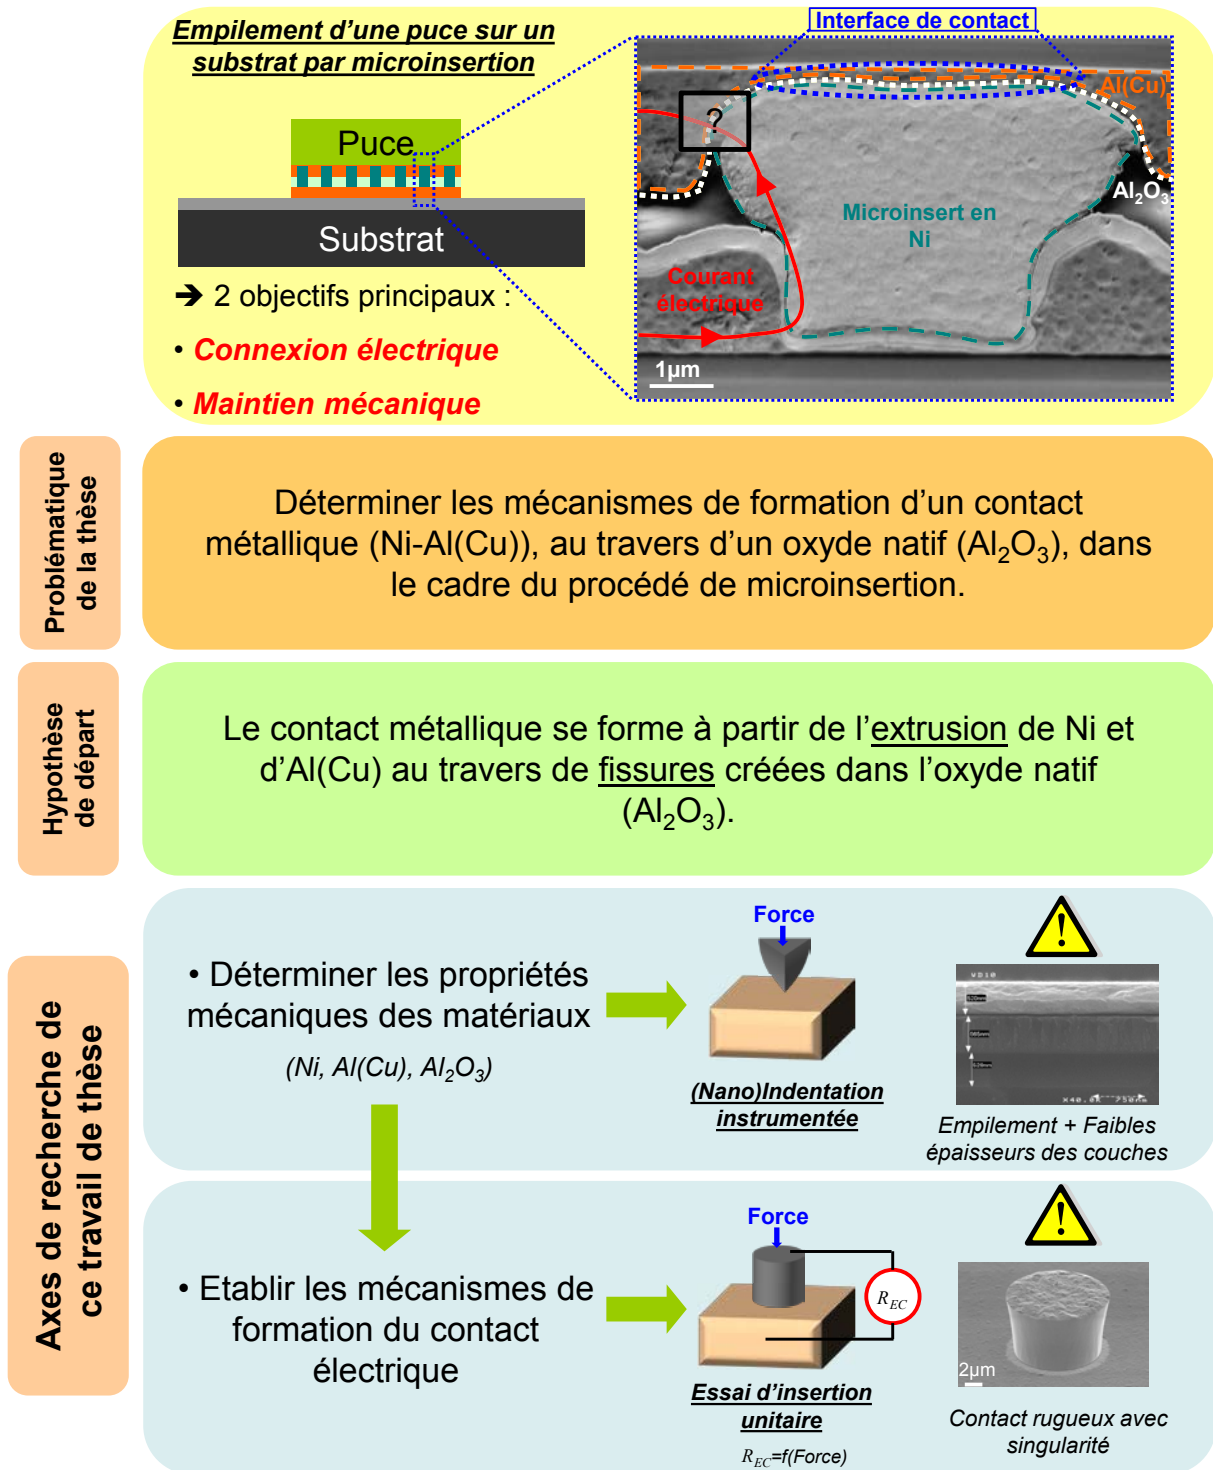 Empilement d’une puce sur un
substrat par microinsertion
Interface de contact
Al(Cu)
?
Puce
Al2O3
Microinsert en
Ni
Substrat
Courant
électrique
1µm
➔ 2 objectifs principaux :
• Connexion électrique
• Maintien mécanique
Problématique
de la thèse
Déterminer les mécanismes de formation d’un contact
métallique (Ni-Al(Cu)), au travers d’un oxyde natif (Al2O3), dans
le cadre du procédé de microinsertion.
Hypothèse
de départ
Le contact métallique se forme à partir de l’extrusion de Ni et
d’Al(Cu) au travers de fissures créées dans l’oxyde natif
(Al2O3).
Axes de recherche de
ce travail de thèse
• Déterminer les propriétés
mécaniques des matériaux
(Ni, Al(Cu), Al2O3)
Force
(Nano)Indentation
instrumentée
!
WD10
X40.0K 750nm
Empilement + Faibles
épaisseurs des couches
• Etablir les mécanismes de
formation du contact
électrique
Force
REC
Essai d’insertion
unitaire
REC=f(Force)
!
2µm
Contact rugueux avec
singularité